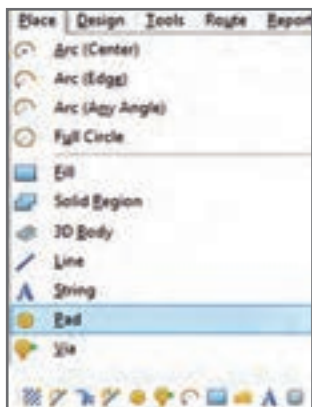 Place Design Tools Route Report
Arc (Center)
Arc (Edge)
Arc (Any Angle)
Full Circle
Fill
Solid Region
3D Body
Line
String
Pad
Via